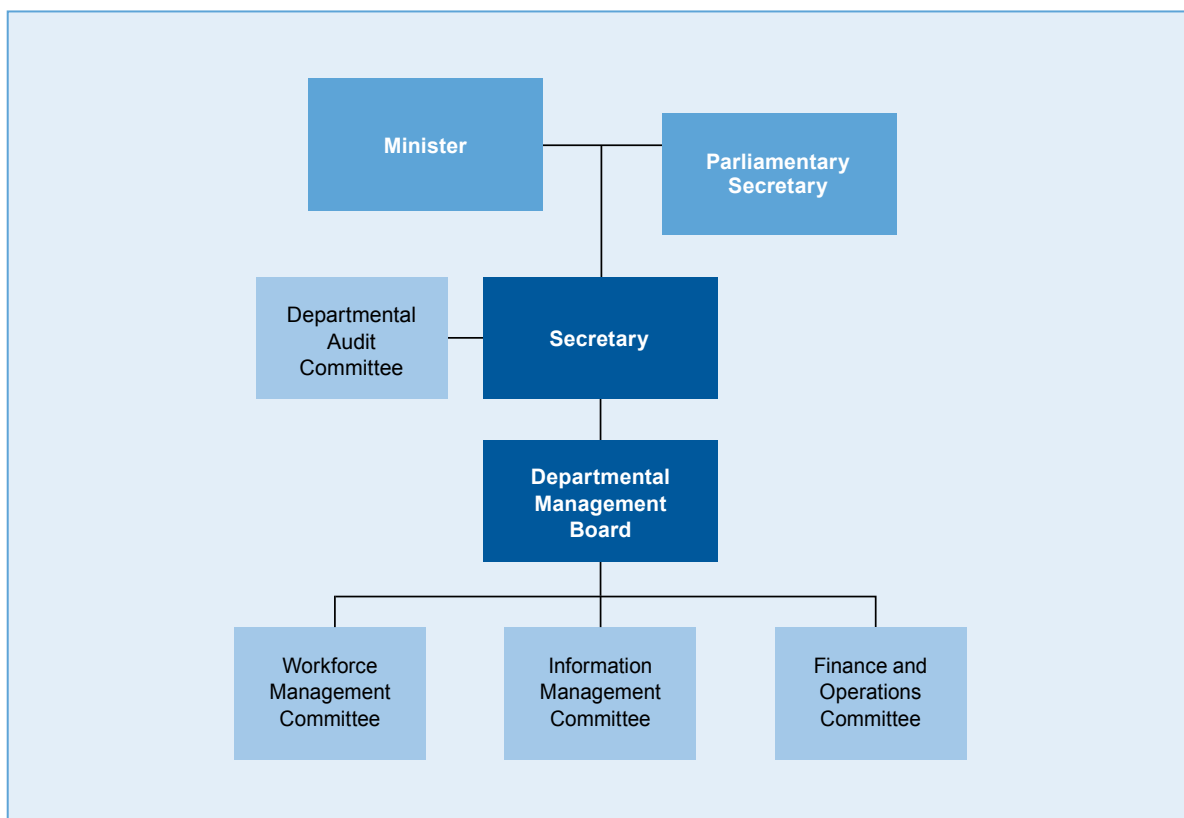 Minister
Parliamentary
Secretary
Departmental
Audit
Committee
Secretary
Departmental
Management
Board
Workforce
Management
Committee
Information
Management
Committee
Finance and
Operations
Committee